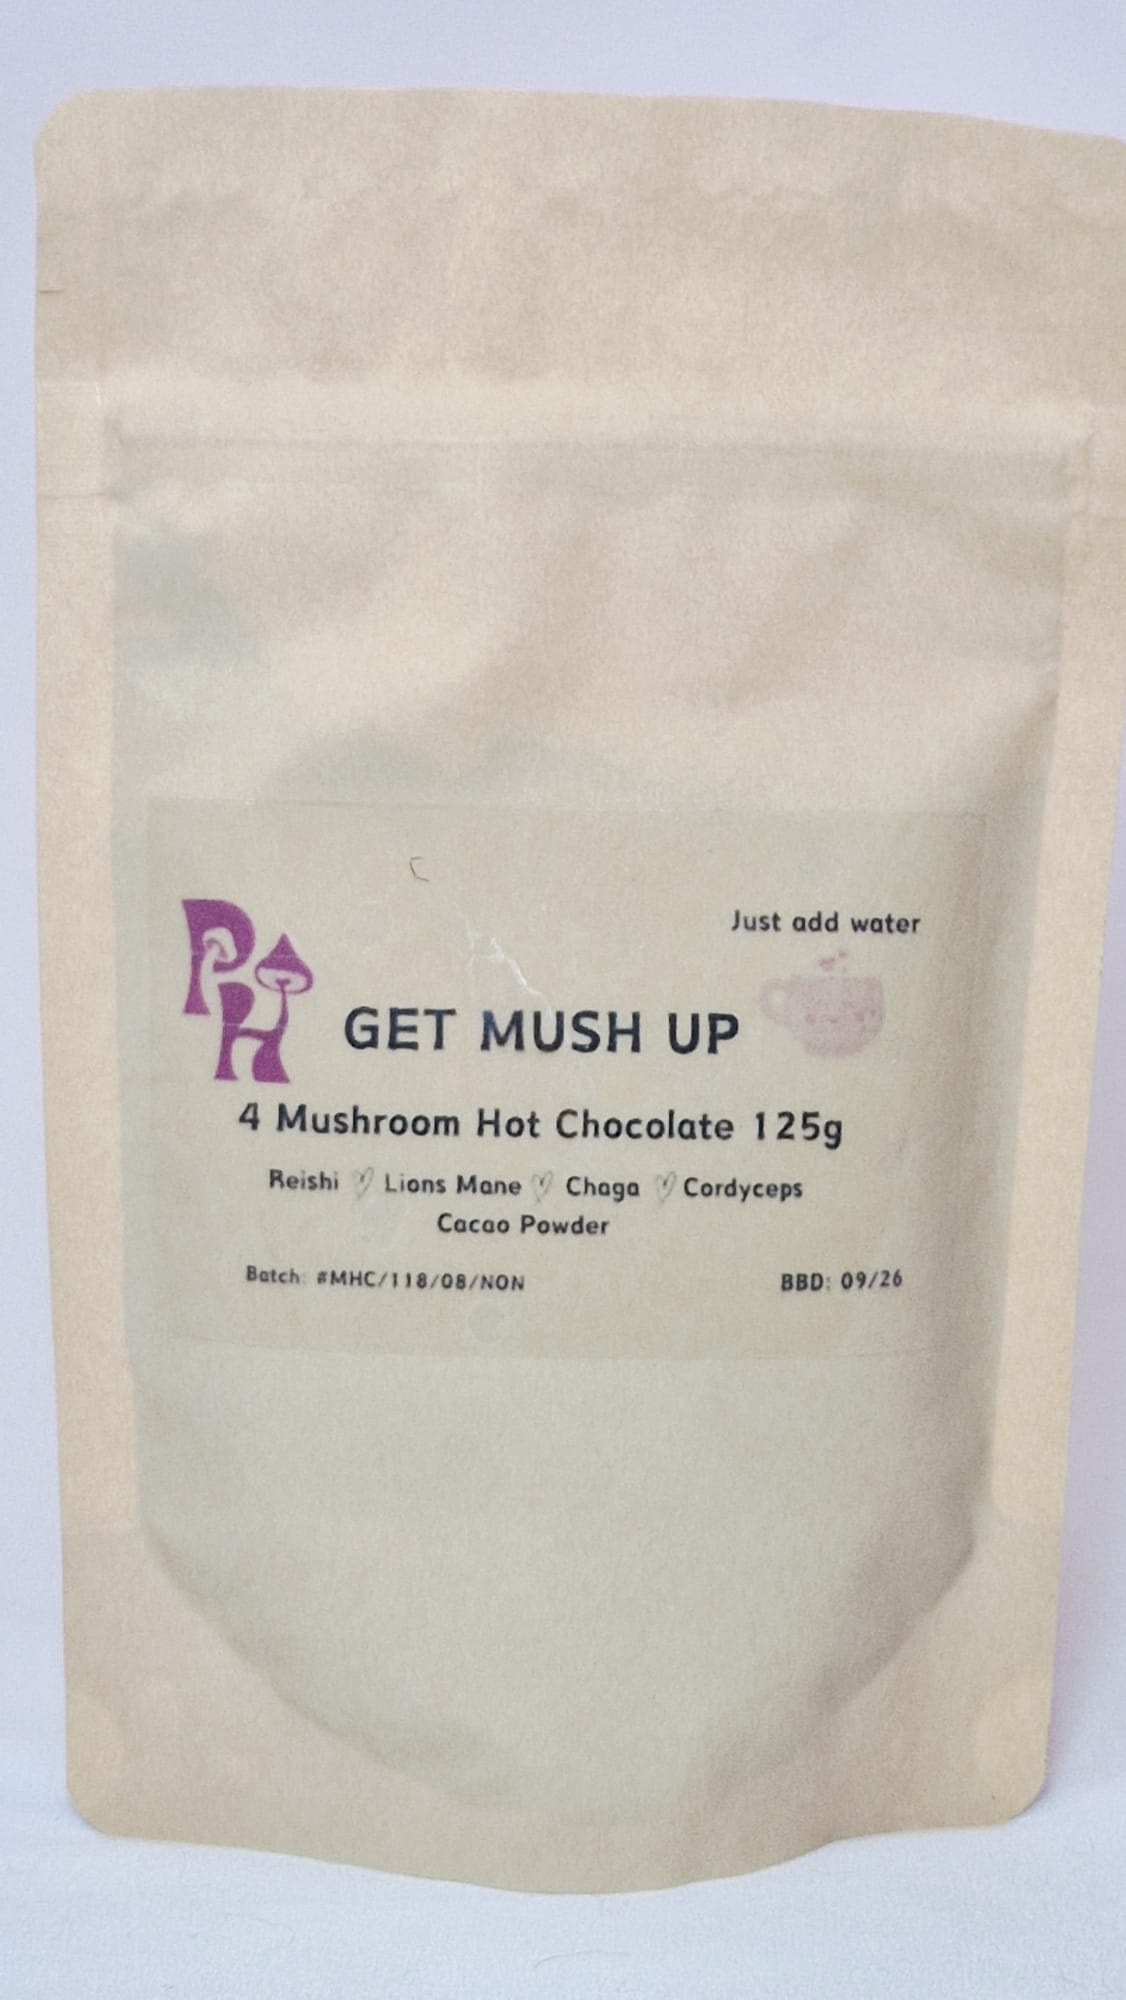 PH
Just add water
GET MUSH UP
4 Mushroom Hot Chocolate 125g
Reishi ♡ Lions Mane ♡ Chaga ♡ Cordyceps
Cacao Powder
Batch: #MHC/118/08/NON BBD: 09/26